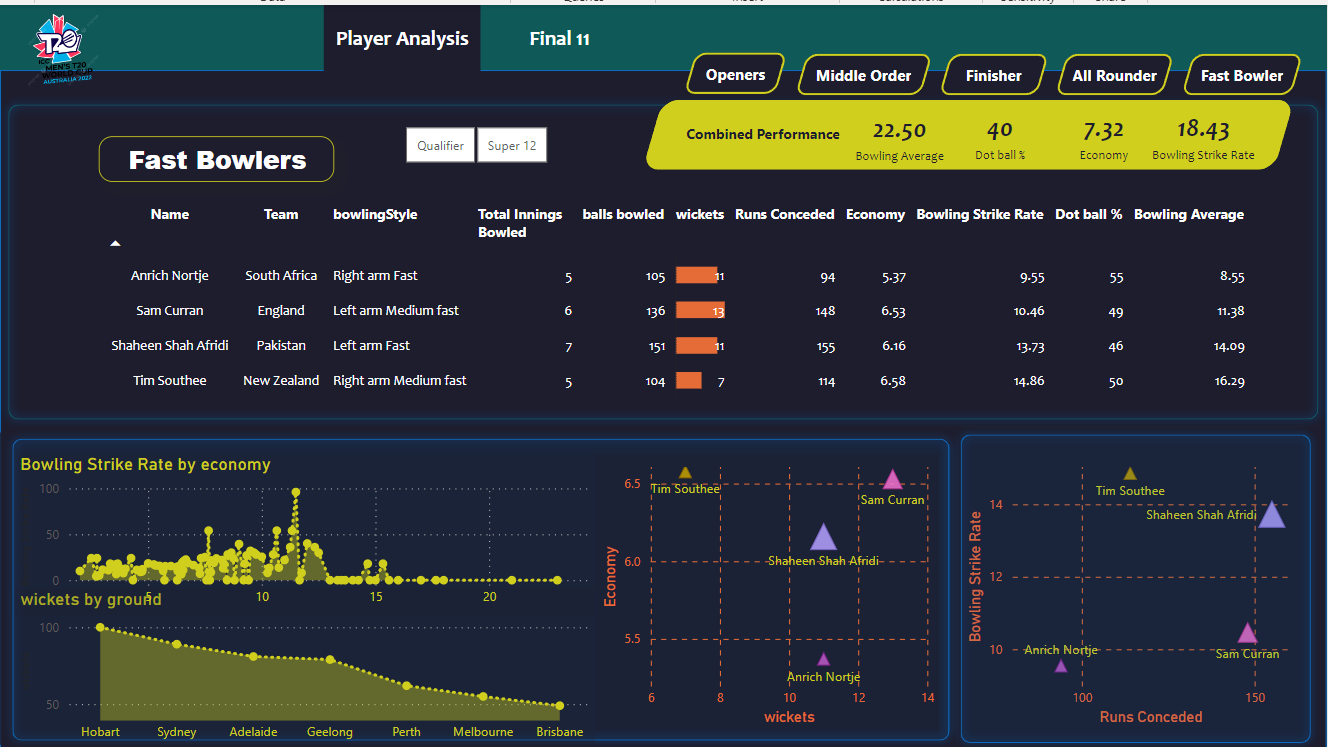 ICC
T20
MEN'S T20
WORLD CUP
AUSTRALIA 2022
Player Analysis
Final 11
Openers
Middle Order
Finisher
All Rounder
Fast Bowler
Combined Performance
22.50
40
7.32
18.43
Bowling Average
Dot ball %
Economy
Bowling Strike Rate
Fast Bowlers
Qualifier
Super 12
Name Team bowlingStyle Total Innings Bowled balls bowled wickets Runs Conceded Economy Bowling Strike Rate Dot ball % Bowling Average
Anrich Nortje South Africa Right arm Fast 5 105 11 94 5.37 9.55 55 8.55
Sam Curran England Left arm Medium fast 6 136 13 148 6.53 10.46 49 11.38
Shaheen Shah Afridi Pakistan Left arm Fast 7 151 11 155 6.16 13.73 46 14.09
Tim Southee New Zealand Right arm Medium fast 5 104 7 114 6.58 14.86 50 16.29
Bowling Strike Rate by economy
100
50
0
5 10 15 20
wickets by ground
100
50
Hobart Sydney Adelaide Geelong Perth Melbourne Brisbane
Economy
6.5
6.0
5.5
Tim Southee
Sam Curran
Shaheen Shah Afridi
Anrich Nortje
6 8 10 12 14
wickets
Bowling Strike Rate
14
12
10
Tim Southee
Shaheen Shah Afridi
Anrich Nortje
Sam Curran
100 150
Runs Conceded